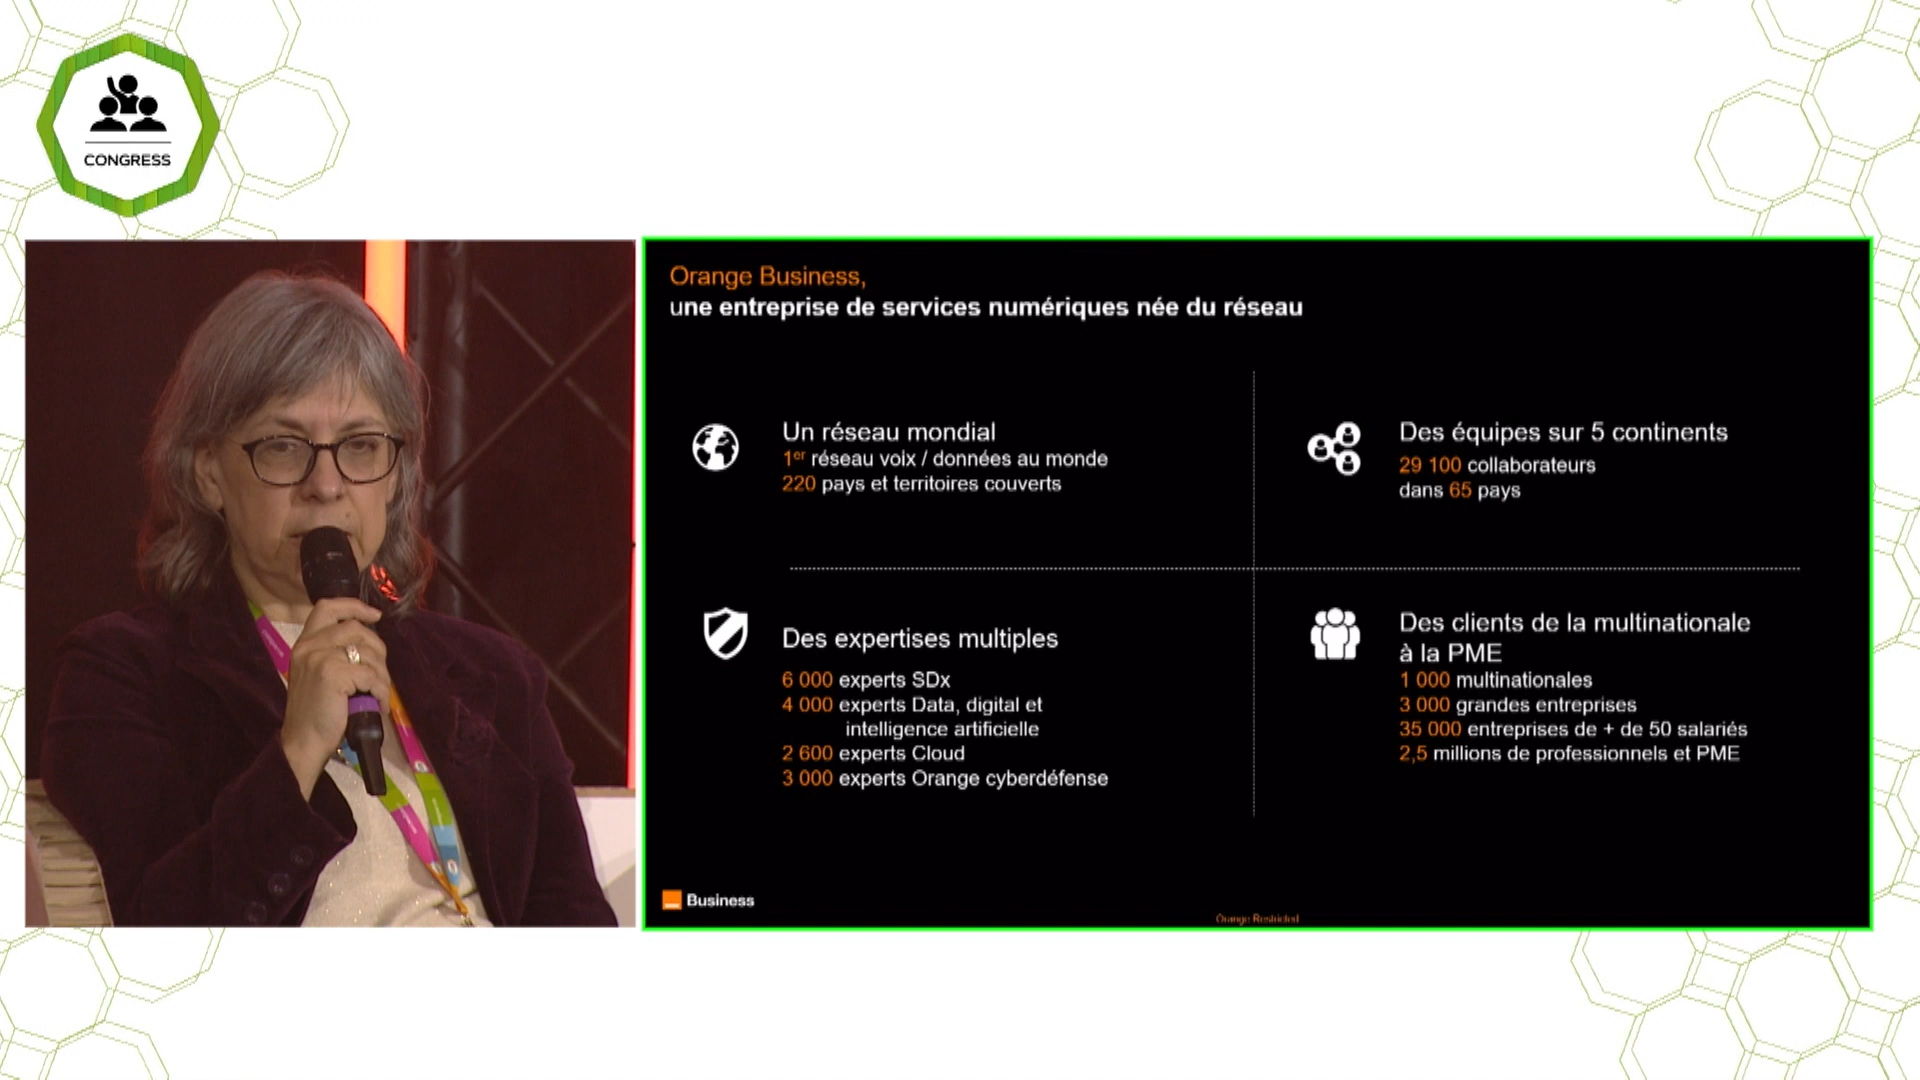 CONGRESS
Orange Business,
une entreprise de services numériques née du réseau
Un réseau mondial
1er réseau voix / données au monde
220 pays et territoires couverts
Des équipes sur 5 continents
29 100 collaborateurs
dans 65 pays
Des expertises multiples
6 000 experts SDx
4 000 experts Data, digital et
intelligence artificielle
2 600 experts Cloud
3 000 experts Orange cyberdéfense
Des clients de la multinationale
à la PME
1 000 multinationales
3 000 grandes entreprises
35 000 entreprises de + de 50 salariés
2,5 millions de professionnels et PME
Business
Orange Restricted